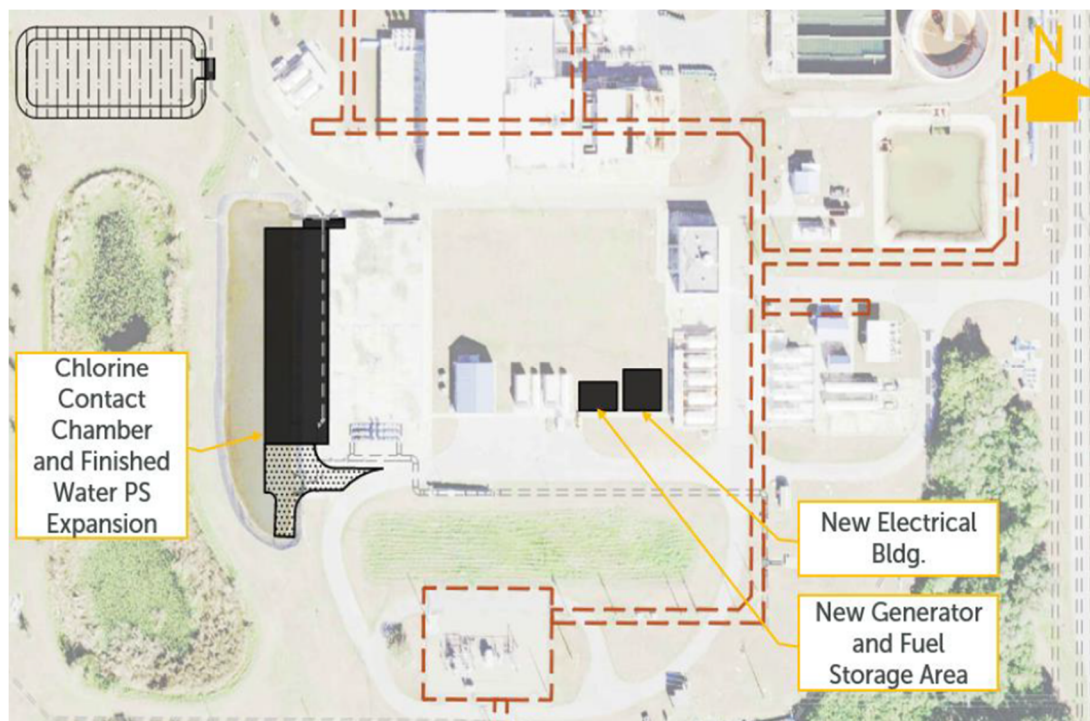 N
Chlorine
Contact
Chamber
and Finished
Water PS
Expansion
New Electrical
Bldg.
New Generator
and Fuel
Storage Area